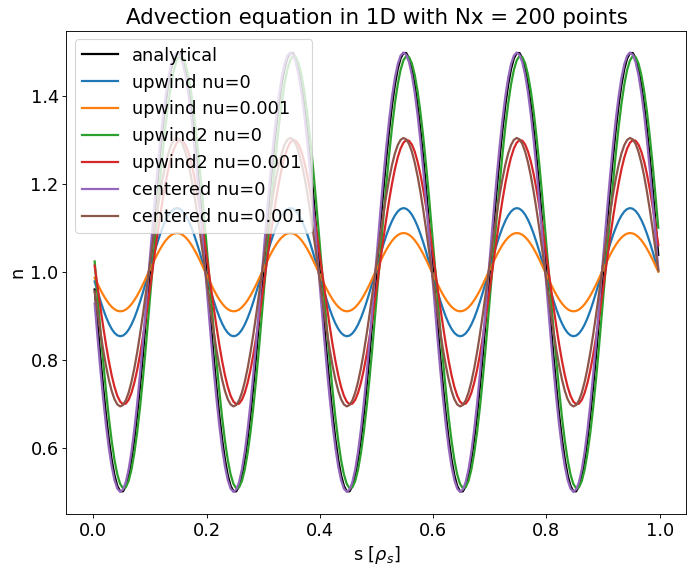 Advection equation in 1D with Nx = 200 points
analytical
upwind nu=0
upwind nu=0.001
upwind2 nu=0
upwind2 nu=0.001
centered nu=0
centered nu=0.001
1.4
1.2
1.0
0.8
0.6
n
0.0 0.2 0.4 0.6 0.8 1.0
s [ρₛ]